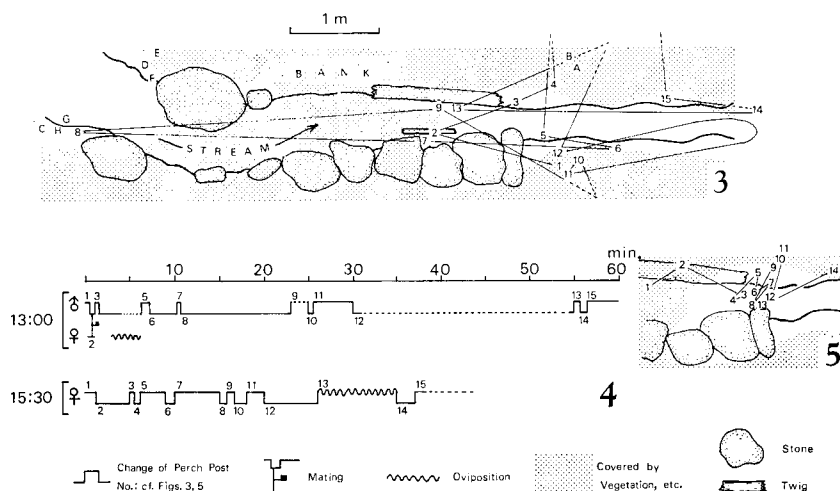 1 m
E
D
F
BANK
B
A
4
3
9 13
15
14
G
C H 8
STREAM
2
7
5
12
6
1 10
11
3
min.
10 20 30 40 50 60
13:00
♂
1 3 5 7 9 11 13 15
6 8 10 12 14
♀
2
15:30
♀
1 3 5 7 9 11 13 15
2 4 6 8 10 12 14
4
11
10
9
2
5
14
1
4 3 6 7
12
8 13
5
Change of Perch Post
No.: cf. Figs. 3, 5
Mating
Oviposition
Covered by
Vegetation, etc.
Stone
Twig